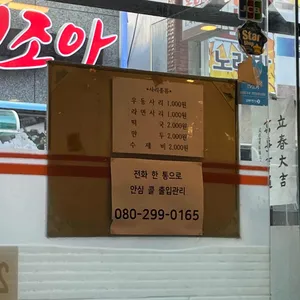 조아
노래
Star
*사리종류*
우동사리 1,000원
라면사리 1,000원
떡 국 2,000원
만 두 2,000원
수 제 비 2,000원
전화 한 통으로
안심 콜 출입관리
080-299-0165
立春大吉